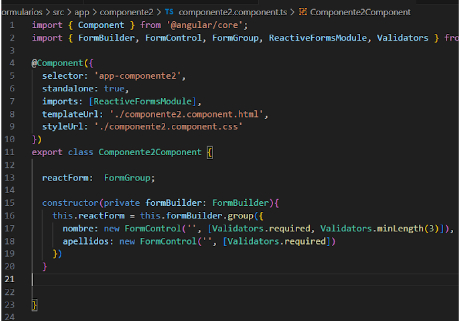 ormularios > src > app > componente2 > TS componente2.component.ts > Componente2Component
1 import { Component } from '@angular/core';
2 import { FormBuilder, FormControl, FormGroup, ReactiveFormsModule, Validators } fro
3
4 @Component({
5 selector: 'app-componente2',
6 standalone: true,
7 imports: [ReactiveFormsModule],
8 templateUrl: './componente2.component.html',
9 styleUrl: './componente2.component.css'
10 })
11 export class Componente2Component {
12
13 reactForm: FormGroup;
14
15 constructor(private formBuilder: FormBuilder){
16 this.reactForm = this.formBuilder.group({
17 nombre: new FormControl('', [Validators.required, Validators.minLength(3)]),
18 apellidos: new FormControl('', [Validators.required])
19 })
20 }
21
22
23 }
24